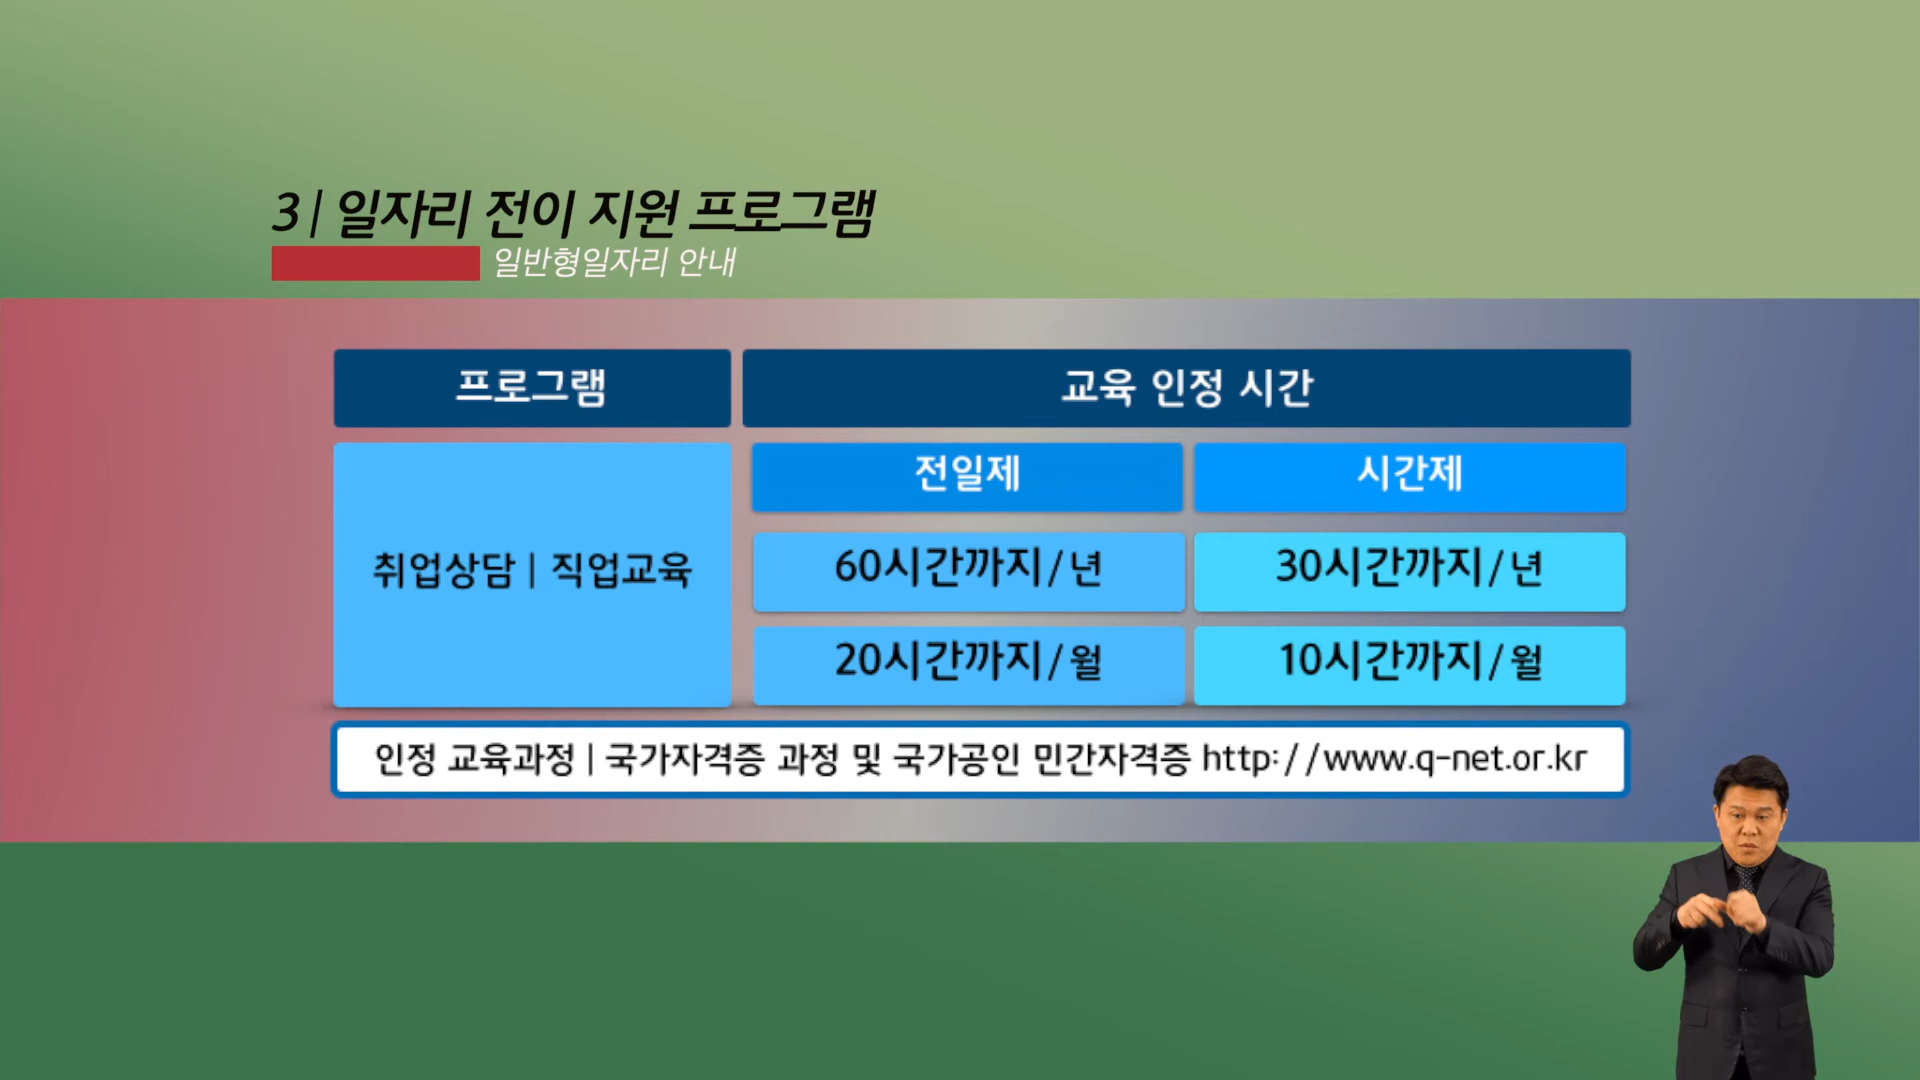 3 | 일자리 전이 지원 프로그램
일반형일자리 안내
프로그램
교육 인정 시간
취업상담 | 직업교육
전일제
시간제
60시간까지/년
30시간까지/년
20시간까지/월
10시간까지/월
인정 교육과정 | 국가자격증 과정 및 국가공인 민간자격증 http://www.q-net.or.kr